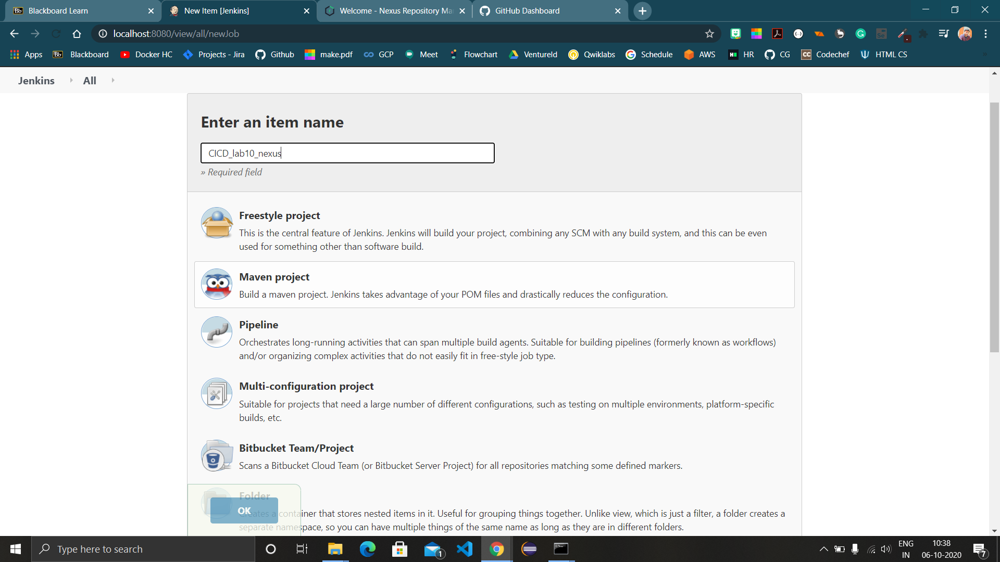 Blackboard Learn
New Item [Jenkins]
Welcome - Nexus Repository Ma
GitHub Dashboard
localhost:8080/view/all/newJob
Apps
Bb Blackboard
Docker HC
Projects - Jira
Github
make.pdf
GCP
Meet
Flowchart
Ventureld
Qwiklabs
Schedule
AWS
HR
CG
CC Codechef
HTML CS
Jenkins
All
Enter an item name
CICD_lab10_nexus
» Required field
Freestyle project
This is the central feature of Jenkins. Jenkins will build your project, combining any SCM with any build system, and this can be even
used for something other than software build.
Maven project
Build a maven project. Jenkins takes advantage of your POM files and drastically reduces the configuration.
Pipeline
Orchestrates long-running activities that can span multiple build agents. Suitable for building pipelines (formerly known as workflows)
and/or organizing complex activities that do not easily fit in free-style job type.
Multi-configuration project
Suitable for projects that need a large number of different configurations, such as testing on multiple environments, platform-specific
builds, etc.
Bitbucket Team/Project
Scans a Bitbucket Cloud Team (or Bitbucket Server Project) for all repositories matching some defined markers.
Folder
OK
Creates a container that stores nested items in it. Useful for grouping things together. Unlike view, which is just a filter, a folder creates a
separate namespace, so you can have multiple things of the same name as long as they are in different folders.
Type here to search
1
ENG
IN
10:38
06-10-2020
7